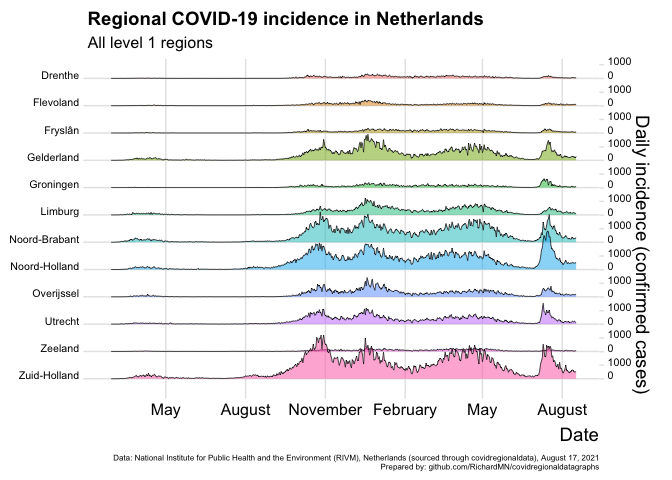 Regional COVID-19 incidence in Netherlands
All level 1 regions
Drenthe
1000
0
Flevoland
1000
0
Fryslân
1000
0
Gelderland
1000
0
Groningen
1000
0
Limburg
1000
0
Noord-Brabant
1000
0
Noord-Holland
1000
0
Overijssel
1000
0
Utrecht
1000
0
Zeeland
1000
0
Zuid-Holland
1000
0
Daily incidence (confirmed cases)
May August November February May August
Date
Data: National Institute for Public Health and the Environment (RIVM), Netherlands (sourced through covidregionaldata), August 17, 2021
Prepared by: github.com/RichardMN/covidregionaldatagraphs